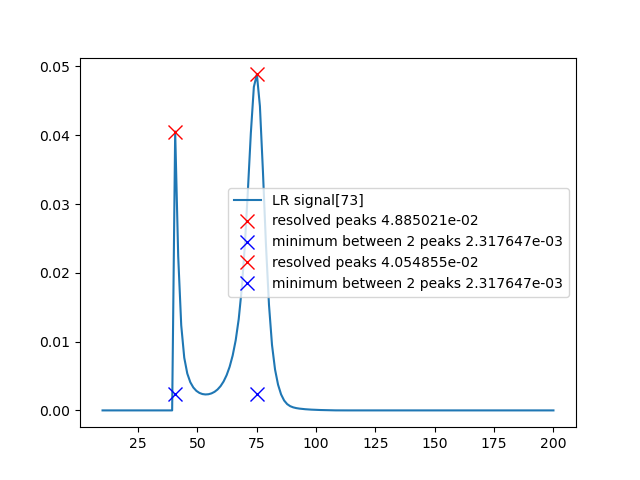 0.05
0.04
0.03
0.02
0.01
0.00
LR signal[73]
resolved peaks 4.885021e-02
minimum between 2 peaks 2.317647e-03
resolved peaks 4.054855e-02
minimum between 2 peaks 2.317647e-03
25 50 75 100 125 150 175 200